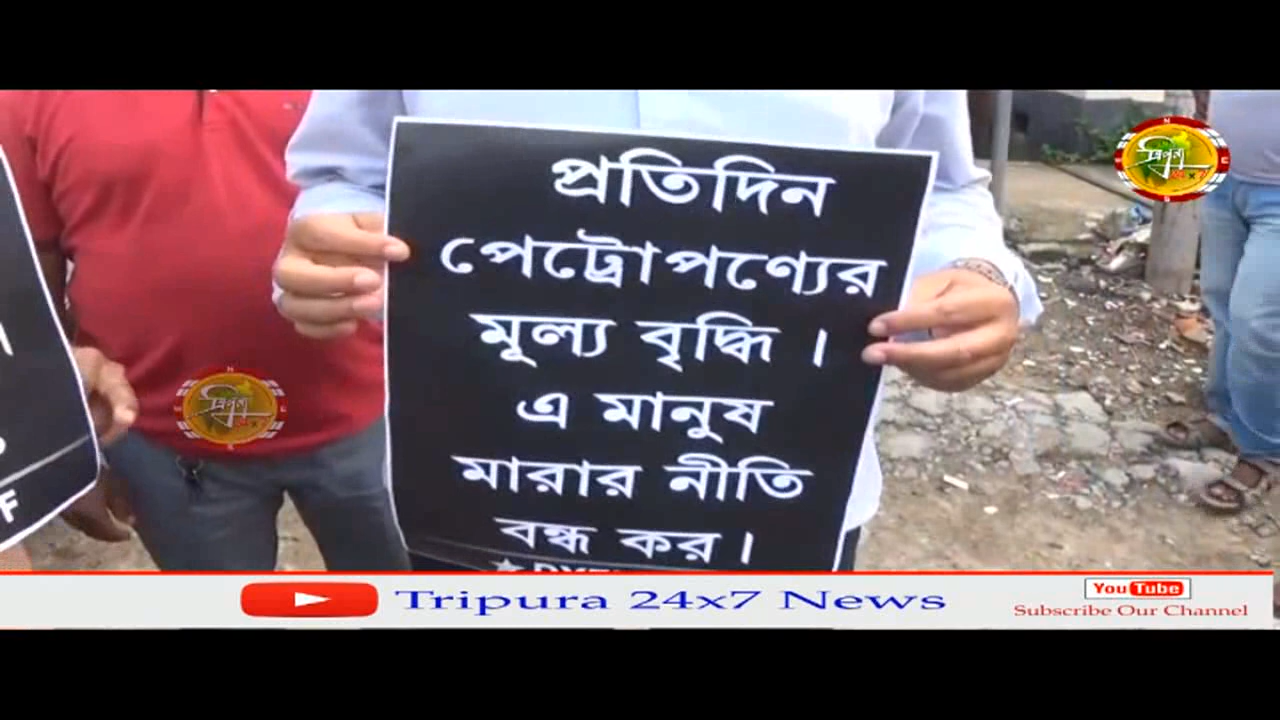 প্রতিদিন
পেট্রোপণ্যের
মূল্য বৃদ্ধি ।
এ মানুষ
মারার নীতি
বন্ধ কর ।
F
Tripura 24x7 News
YouTube
Subscribe Our Channel
ত্রিপুরা
ত্রিপুরা